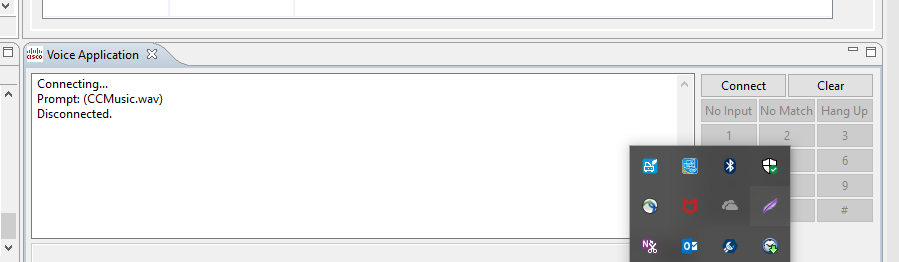 CISCO
Voice Application
Connecting...
Prompt: (CCMusic.wav)
Disconnected.
Connect Clear
No Input No Match Hang Up
1 2 3
6
9
#